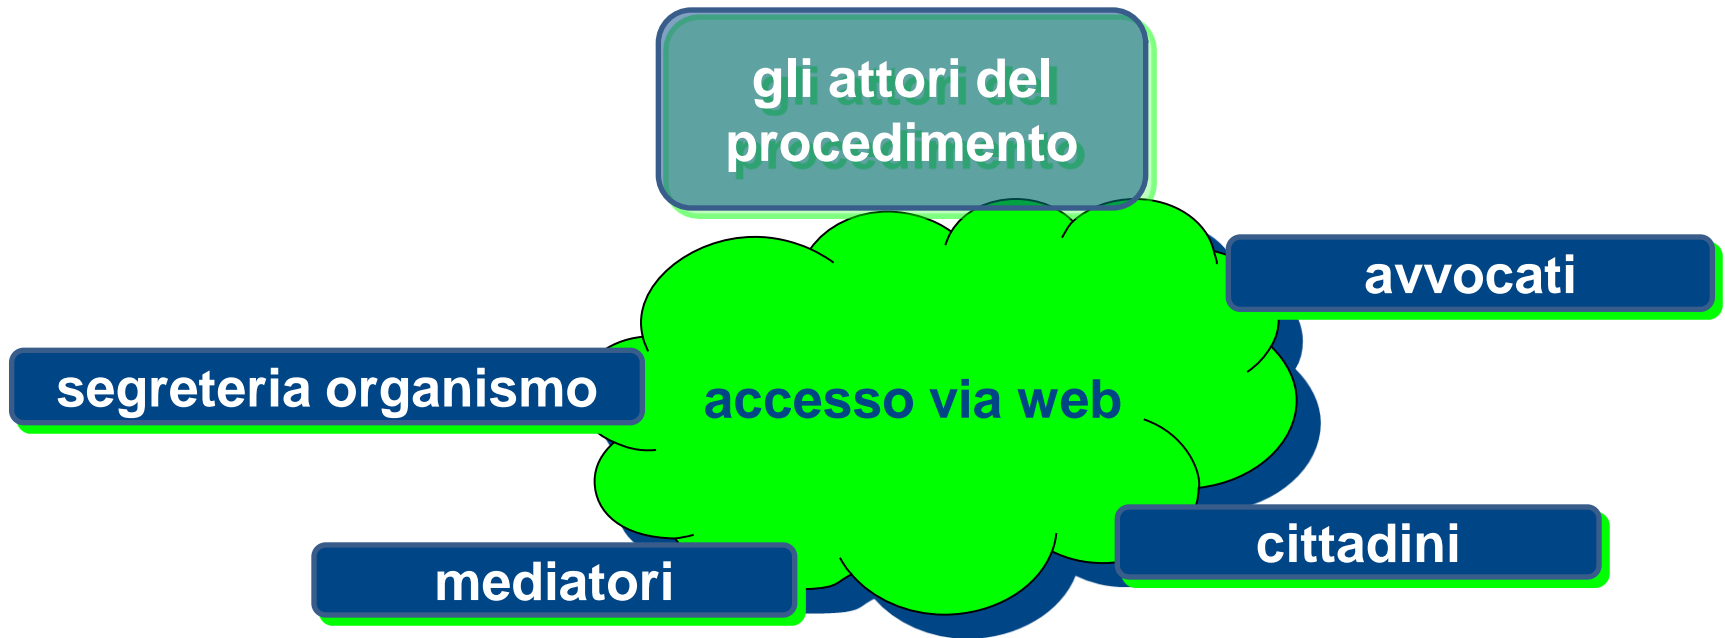 gli attori del
procedimento
avvocati
segreteria organismo
accesso via web
cittadini
mediatori